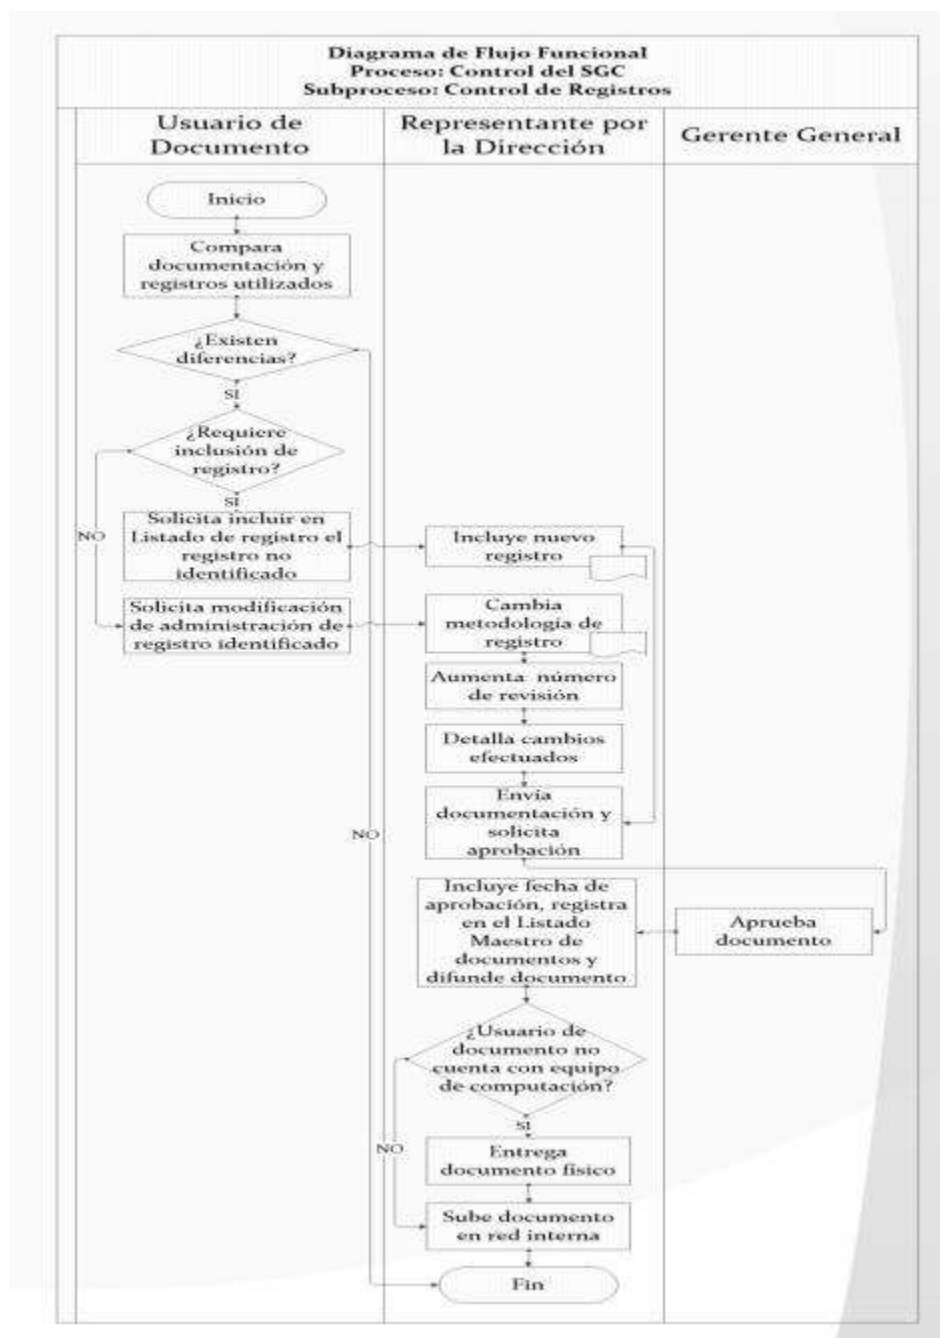 Diagrama de Flujo Funcional
Proceso: Control del SGC
Subproceso: Control de Registros
Usuario de
Documento
Representante por
la Dirección
Gerente General
Inicio
Compara
documentación y
registros utilizados
¿Existen
diferencias?
SI
¿Requiere
inclusión de
registro?
SI
NO
Solicita incluir en
Listado de registro el
registro no
identificado
Incluye nuevo
registro
Solicita modificación
de administración de
registro identificado
Cambia
metodología de
registro
Aumenta número
de revisión
Detalla cambios
efectuados
Envía
documentación y
solicita
aprobación
NO
Incluye fecha de
aprobación, registra
en el Listado
Maestro de
documentos y
difunde documento
Aprueba
documento
¿Usuario de
documento no
cuenta con equipo
de computación?
SI
NO
Entrega
documento físico
Sube documento
en red interna
Fin